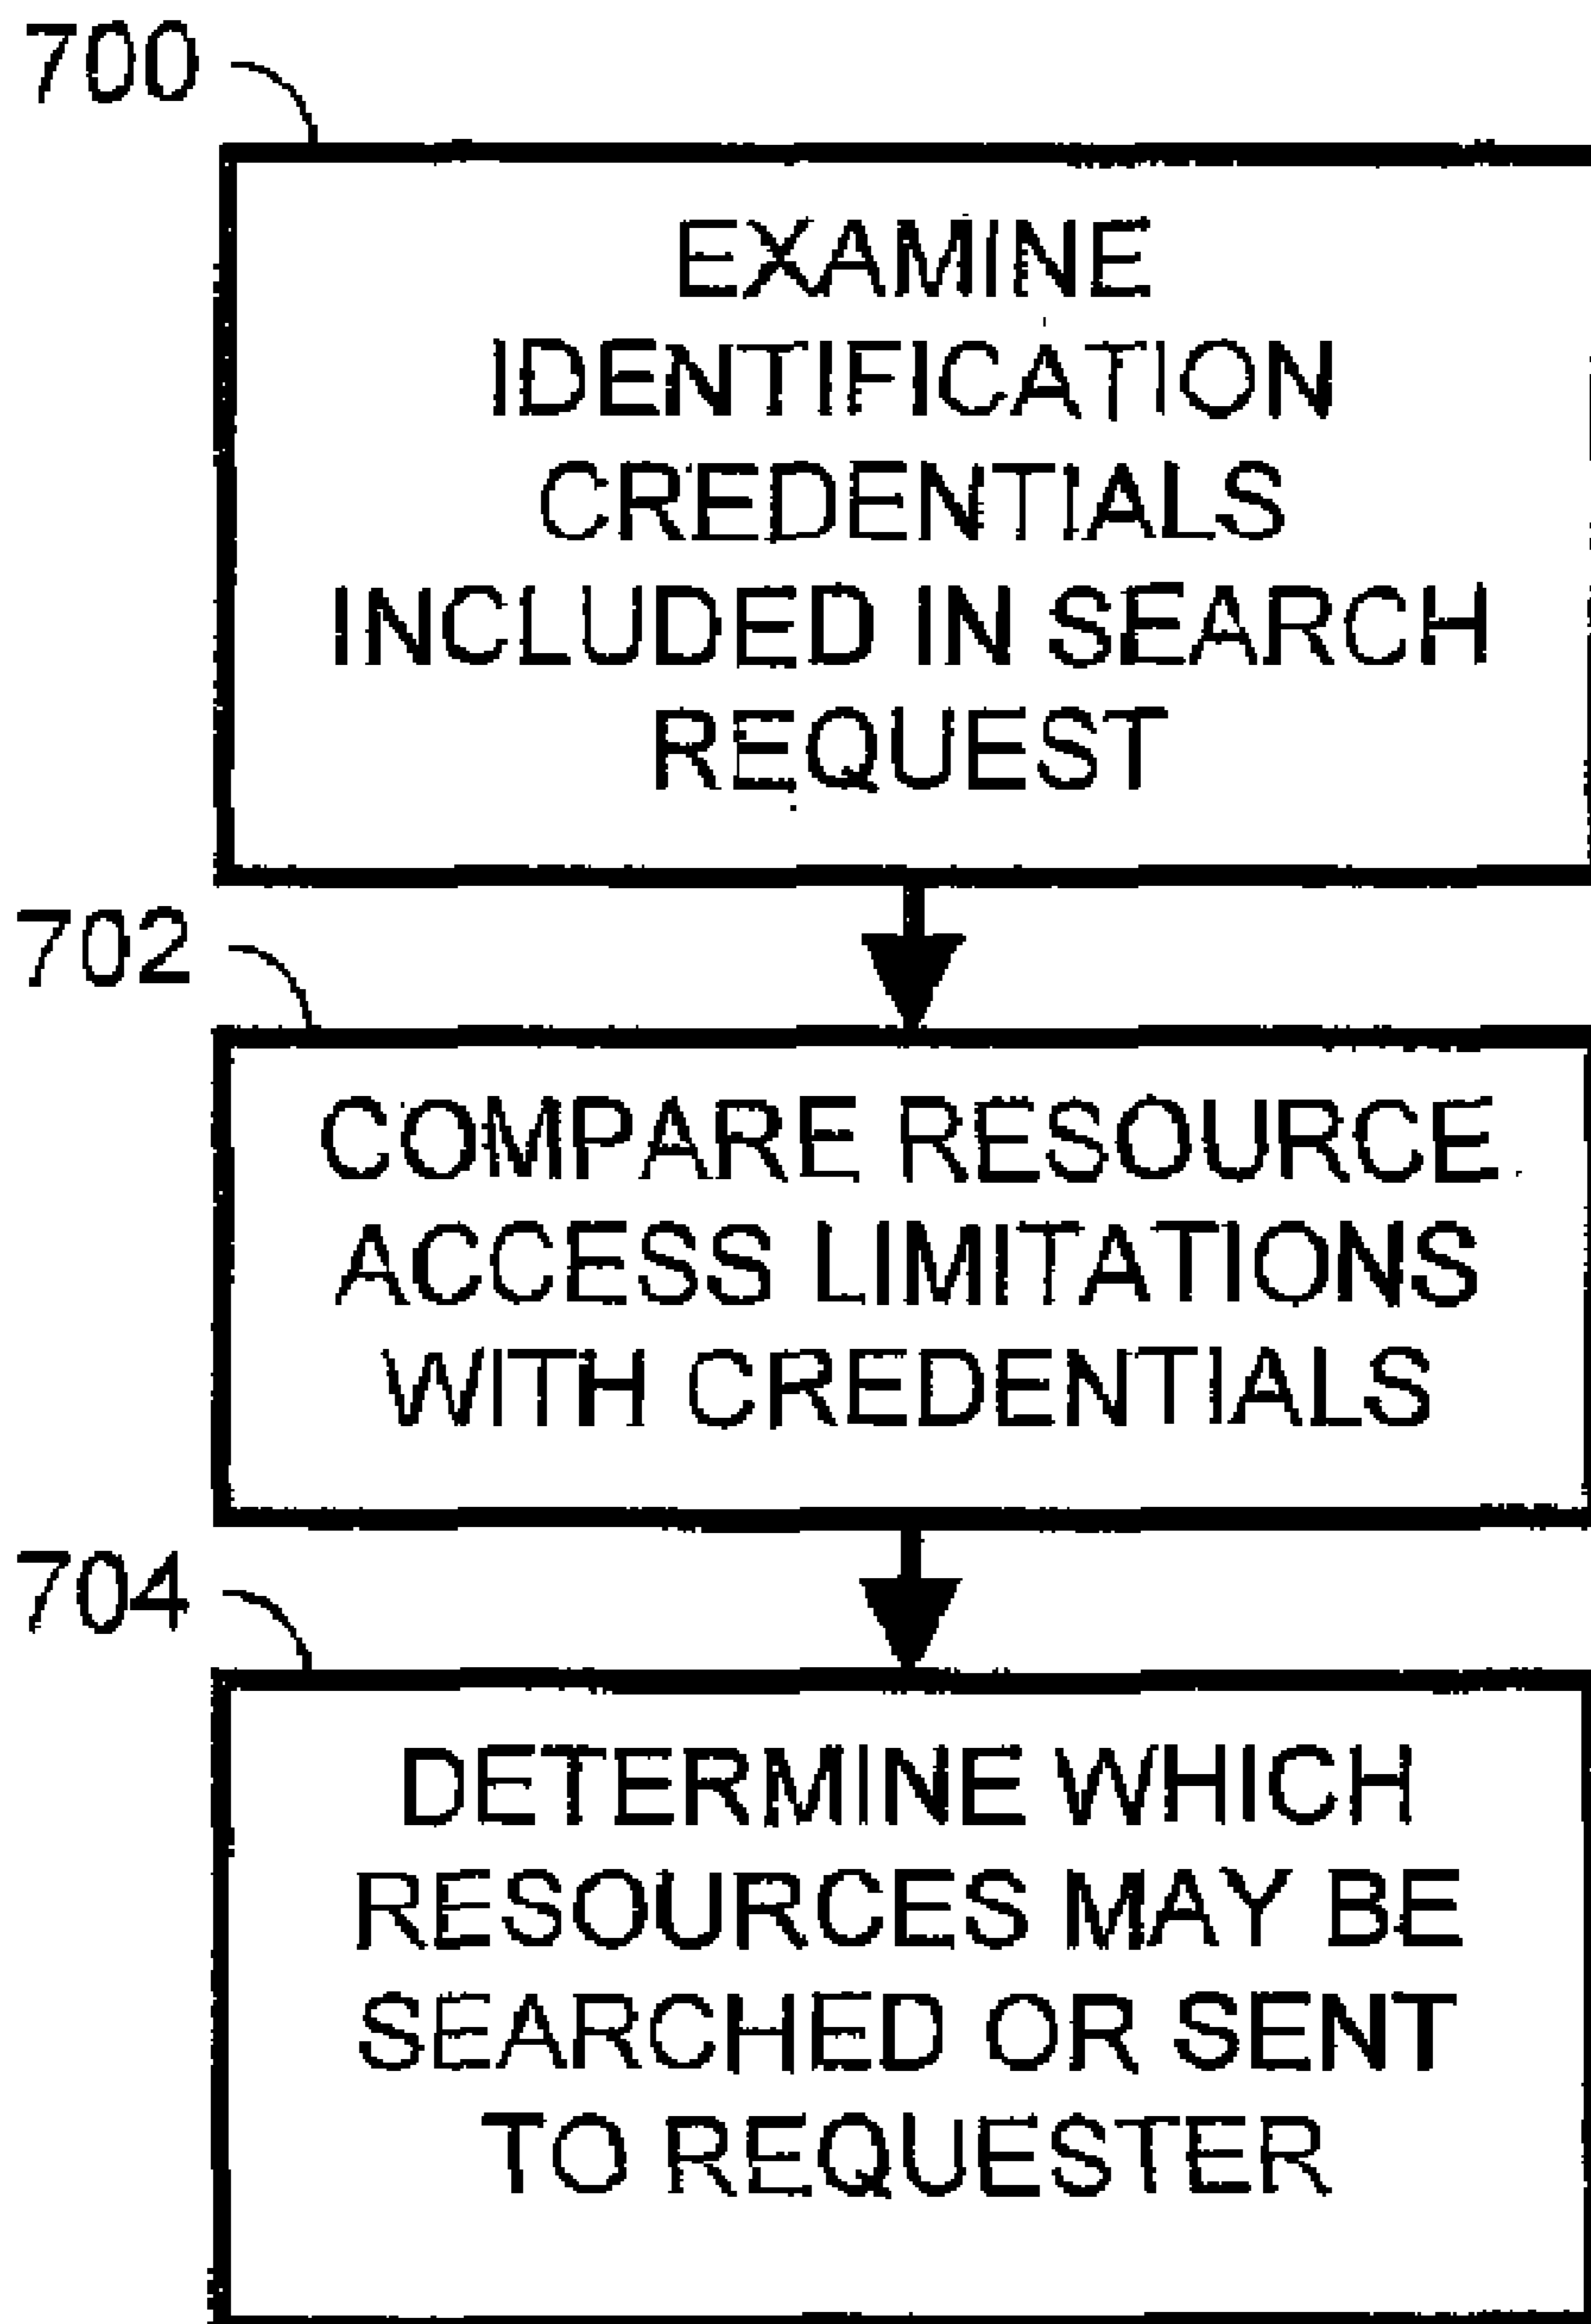 700
EXAMINE
IDENTIFICATION
CREDENTIALS
INCLUDED IN SEARCH
REQUEST
702
COMPARE RESOURCE
ACCESS LIMITATIONS
WITH CREDENTIALS
704
DETERMINE WHICH
RESOURCES MAY BE
SEARCHED OR SENT
TO REQUESTER